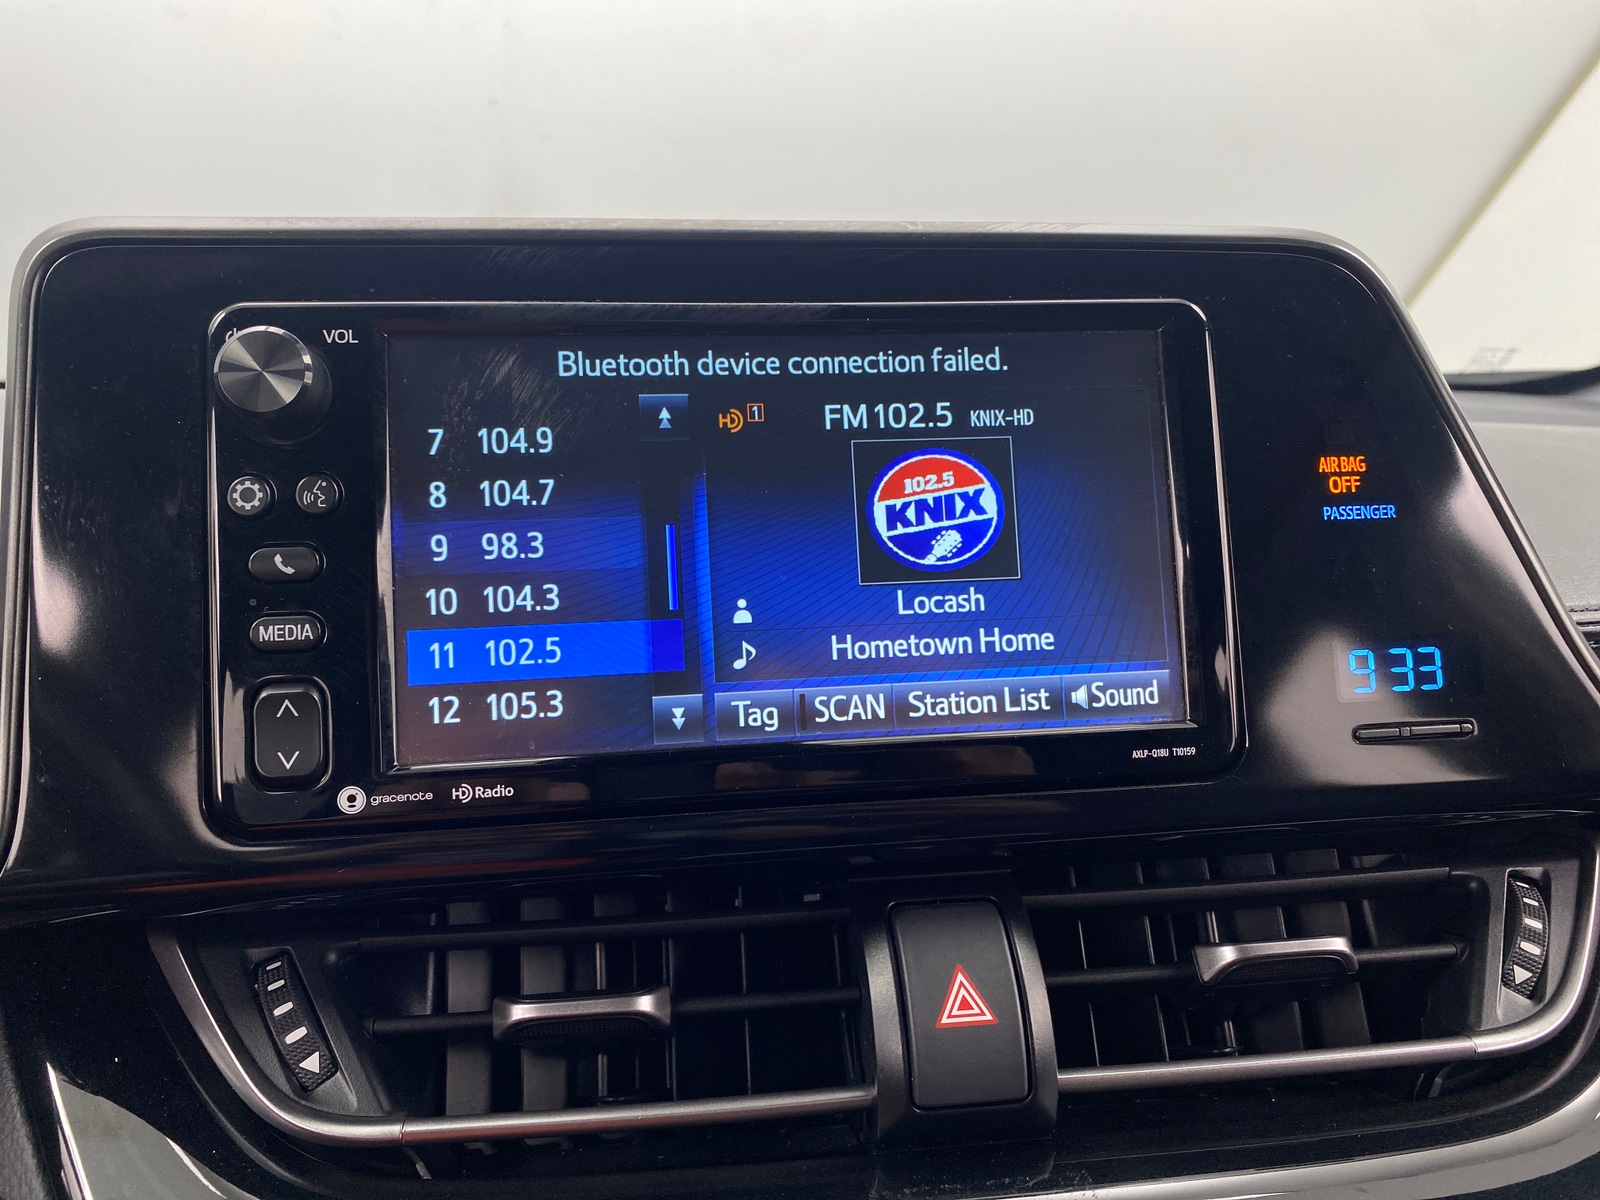 VOL
Bluetooth device connection failed.
7 104.9
8 104.7
9 98.3
10 104.3
11 102.5
12 105.3
HD 1
FM 102.5 KNIX-HD
102.5
KNIX
Locash
Hometown Home
Tag
SCAN
Station List
Sound
MEDIA
AXLP-Q18U T10159
gracenote
HD Radio
AIR BAG
OFF
PASSENGER
9 33